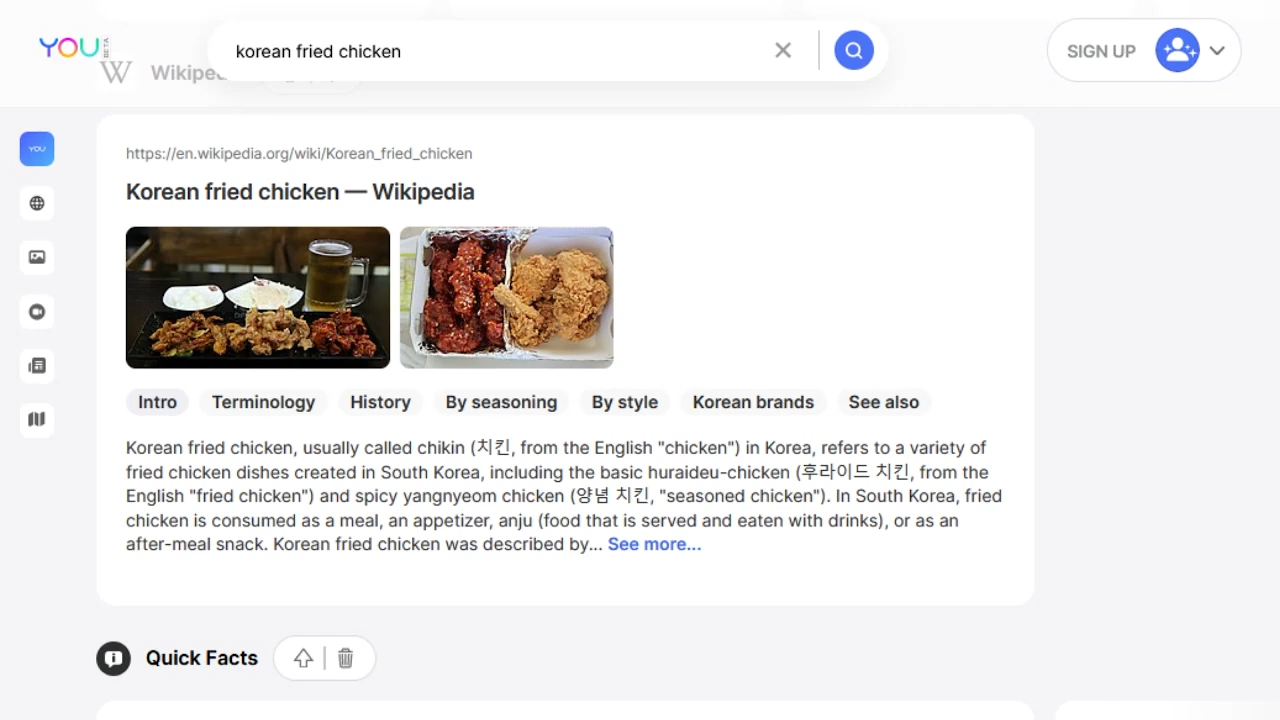 YOU BETA
korean fried chicken
SIGN UP
W
YOU
https://en.wikipedia.org/wiki/Korean_fried_chicken
Korean fried chicken — Wikipedia
Intro
Terminology
History
By seasoning
By style
Korean brands
See also
Korean fried chicken, usually called chikin (치킨, from the English "chicken") in Korea, refers to a variety of
fried chicken dishes created in South Korea, including the basic huraideu-chicken (후라이드 치킨, from the
English "fried chicken") and spicy yangnyeom chicken (양념 치킨, "seasoned chicken"). In South Korea, fried
chicken is consumed as a meal, an appetizer, anju (food that is served and eaten with drinks), or as an
after-meal snack. Korean fried chicken was described by... See more...
Quick Facts